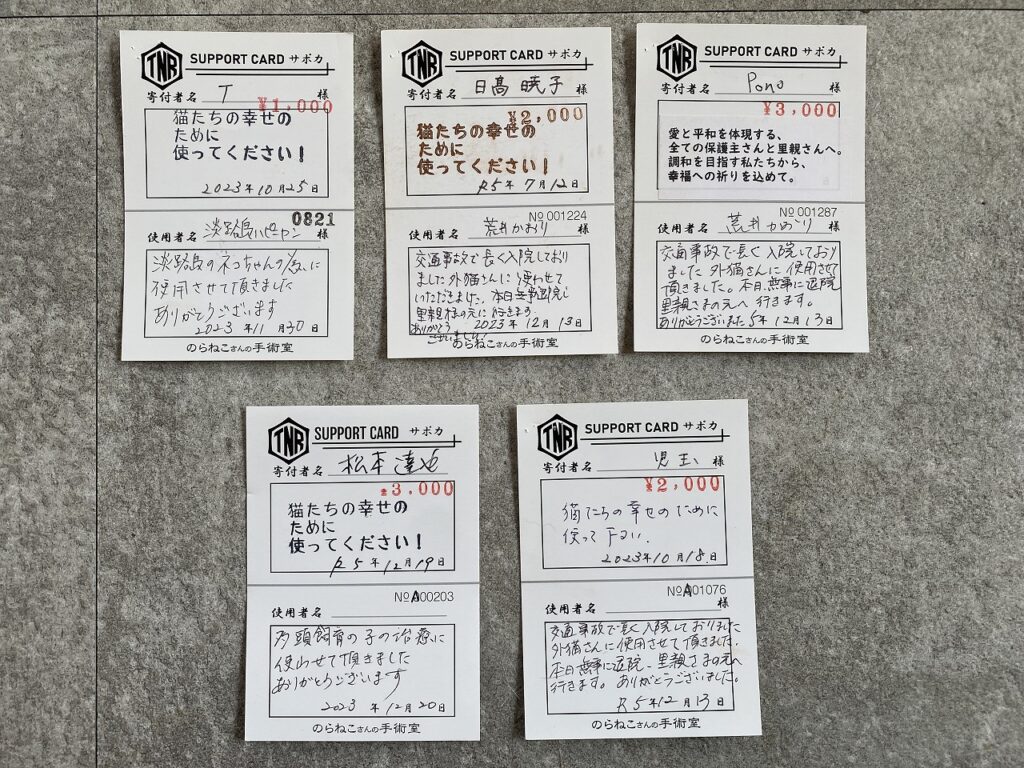 TNR SUPPORT CARD サポカ
寄付者名 T 様
¥1,000
猫たちの幸せの
ために
使ってください!
2023年10月25日
0821
使用者名 淡路島ハピヤン 様
淡路島のネコちゃんの為に
使用させて頂きました
ありがとうございます
2023年11月30日
のらねこさんの手術室
TNR SUPPORT CARD サポカ
寄付者名 日髙 暁子 様
¥2,000
猫たちの幸せの
ために
使ってください!
R5年 7月12日
No 001224
使用者名 荒井かおり 様
交通事故で長く入院しており
ました外猫さんに使わせて
いただきました。本日無事退院し
里親様の元に行きます。
ありがとう
ございました!
2023年12月13日
のらねこさんの手術室
TNR SUPPORT CARD サポカ
寄付者名 Pono 様
¥3,000
愛と平和を体現する、
全ての保護主さんと里親さんへ。
調和を目指す私たちから、
幸福への祈りを込めて。
No 001287
使用者名 荒井かおり 様
交通事故で長く入院しており
ました外猫さんに使用させて
頂きました。本日、無事に退院
里親さまの元へ行きます。
ありがとうございました 5年12月13日
のらねこさんの手術室
TNR SUPPORT CARD サポカ
寄付者名 松本達也 様
¥3,000
猫たちの幸せの
ために
使ってください!
R5年12月19日
No A00203
使用者名 様
多頭飼育の子の治療に
使わせて頂きました
ありがとうございます
2023年12月20日
のらねこさんの手術室
TNR SUPPORT CARD サポカ
寄付者名 児玉 様
¥2,000
猫たちの幸せのために
使って下さい.
2023年10月18日
No A01076
使用者名 様
交通事故で長く入院しておりました
外猫さんに使用させて頂きました.
本日無事に退院、里親さまの元へ
行きます。ありがとうございました。
R5年12月13日
のらねこさんの手術室